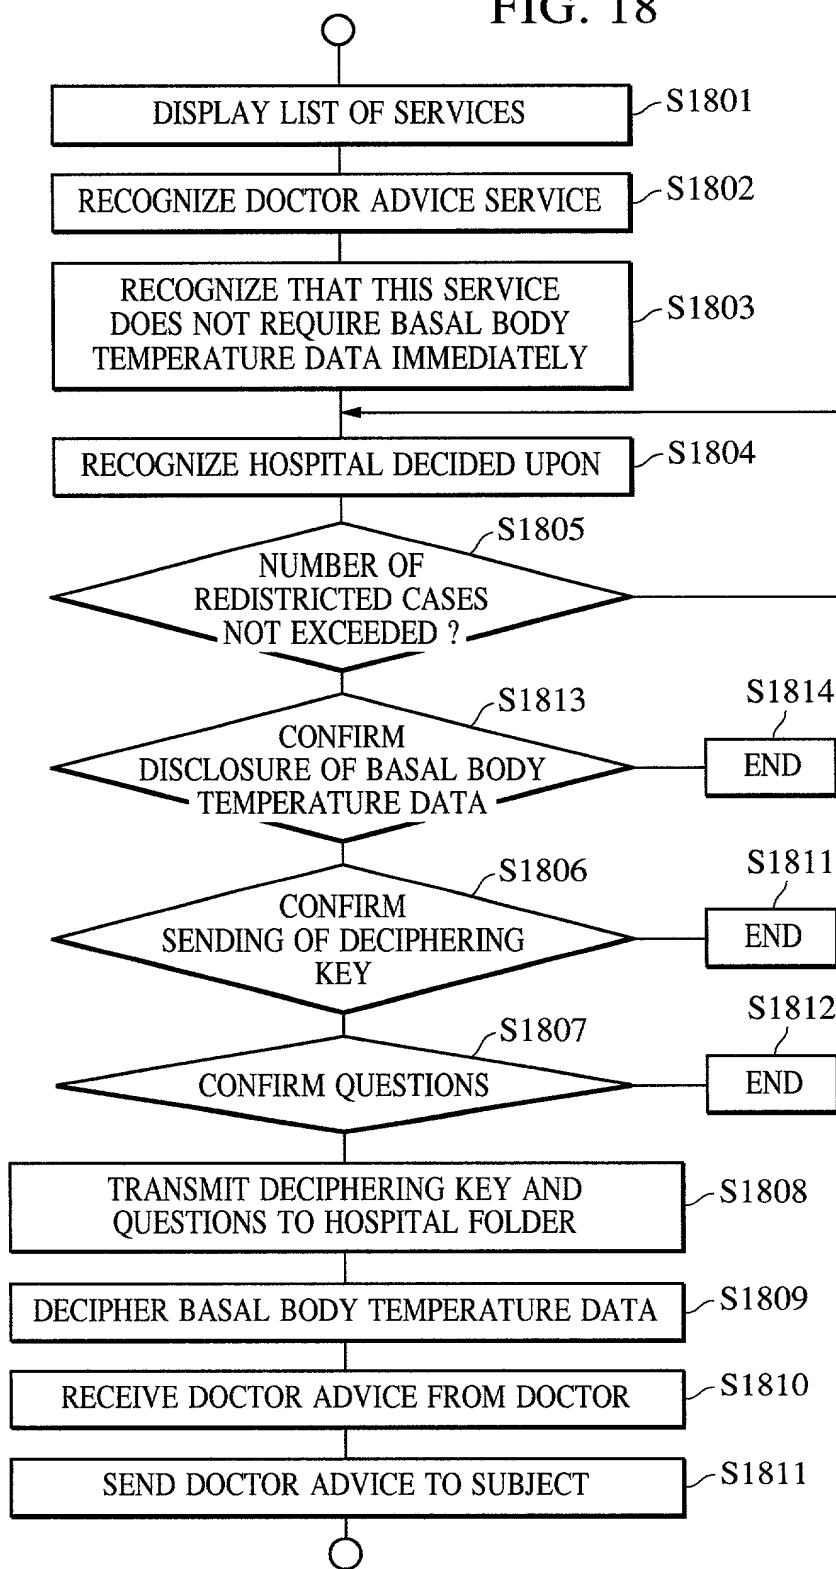 FIG. 18
DISPLAY LIST OF SERVICES
S1801
RECOGNIZE DOCTOR ADVICE SERVICE
S1802
RECOGNIZE THAT THIS SERVICE
DOES NOT REQUIRE BASAL BODY
TEMPERATURE DATA IMMEDIATELY
S1803
RECOGNIZE HOSPITAL DECIDED UPON
S1804
S1805
NUMBER OF
REDISTRICTED CASES
NOT EXCEEDED ?
S1813
CONFIRM
DISCLOSURE OF BASAL BODY
TEMPERATURE DATA
S1814
END
S1806
CONFIRM
SENDING OF DECIPHERING
KEY
S1811
END
S1807
CONFIRM QUESTIONS
S1812
END
TRANSMIT DECIPHERING KEY AND
QUESTIONS TO HOSPITAL FOLDER
S1808
DECIPHER BASAL BODY TEMPERATURE DATA
S1809
RECEIVE DOCTOR ADVICE FROM DOCTOR
S1810
SEND DOCTOR ADVICE TO SUBJECT
S1811